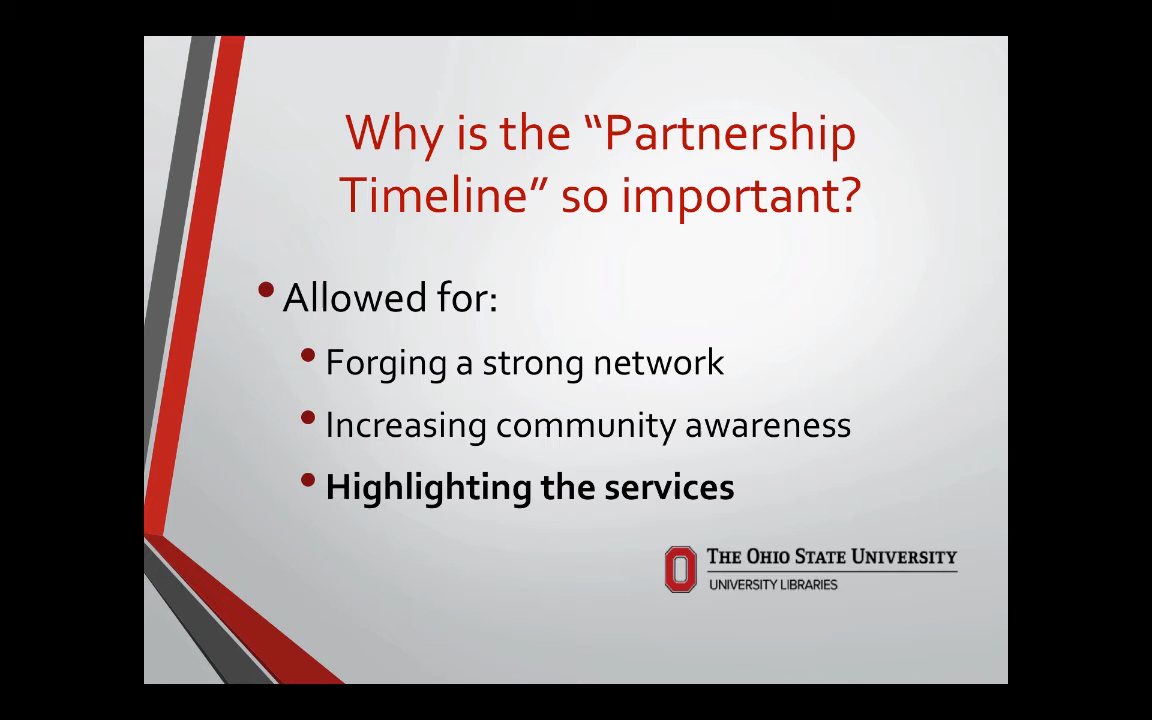 Why is the “Partnership
Timeline” so important?
• Allowed for:
• Forging a strong network
• Increasing community awareness
• Highlighting the services
THE OHIO STATE UNIVERSITY
UNIVERSITY LIBRARIES